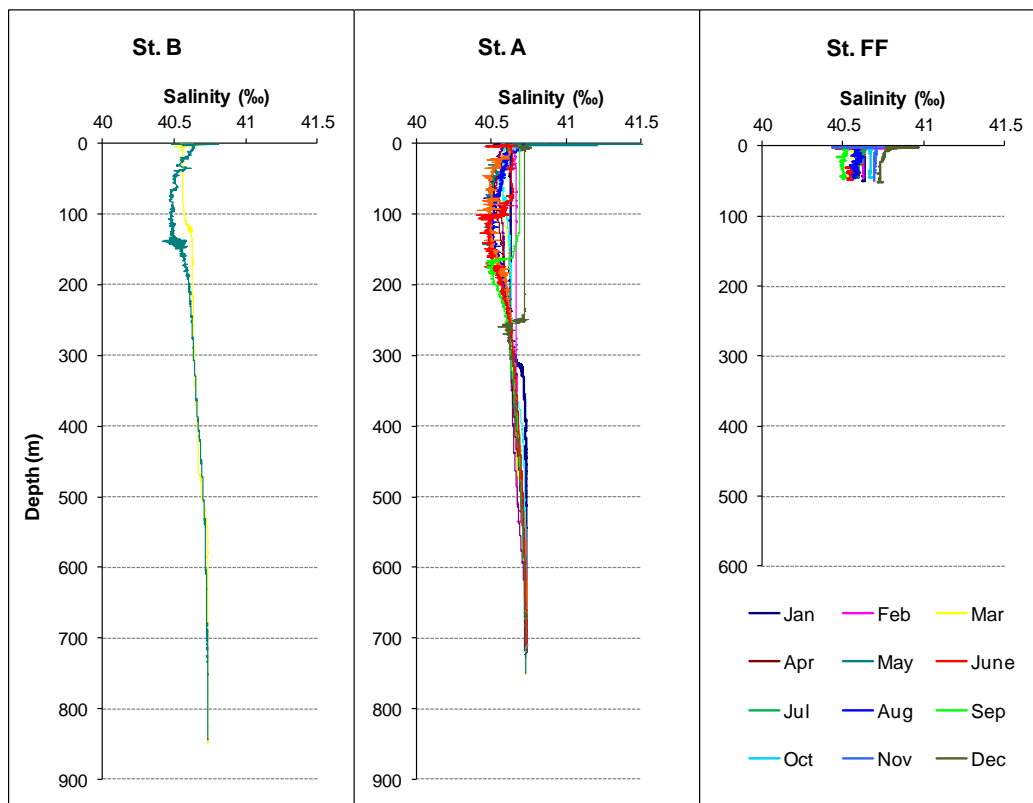 St. B
Salinity (‰)
40 40.5 41 41.5
0
100
200
300
400
500
600
700
800
900
Depth (m)
St. A
Salinity (‰)
40 40.5 41 41.5
0
100
200
300
400
500
600
700
800
900
St. FF
Salinity (‰)
40 40.5 41 41.5
0
100
200
300
400
500
600
Jan Feb Mar
Apr May June
Jul Aug Sep
Oct Nov Dec